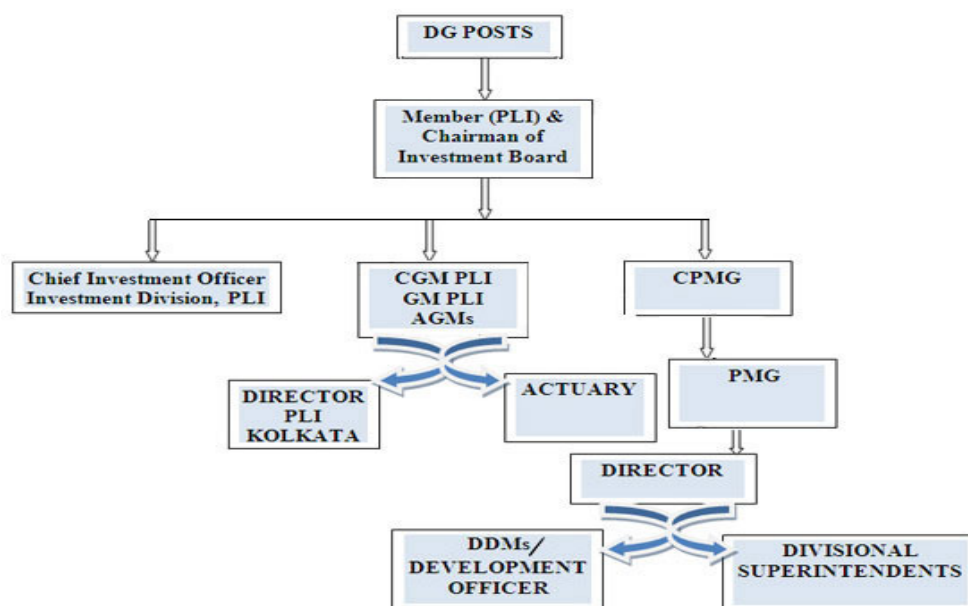 DG POSTS
Member (PLI) &
Chairman of
Investment Board
Chief Investment Officer
Investment Division, PLI
CGM PLI
GM PLI
AGMs
CPMG
PMG
DIRECTOR
PLI
KOLKATA
ACTUARY
DIRECTOR
DDMs/
DEVELOPMENT
OFFICER
DIVISIONAL
SUPERINTENDENTS